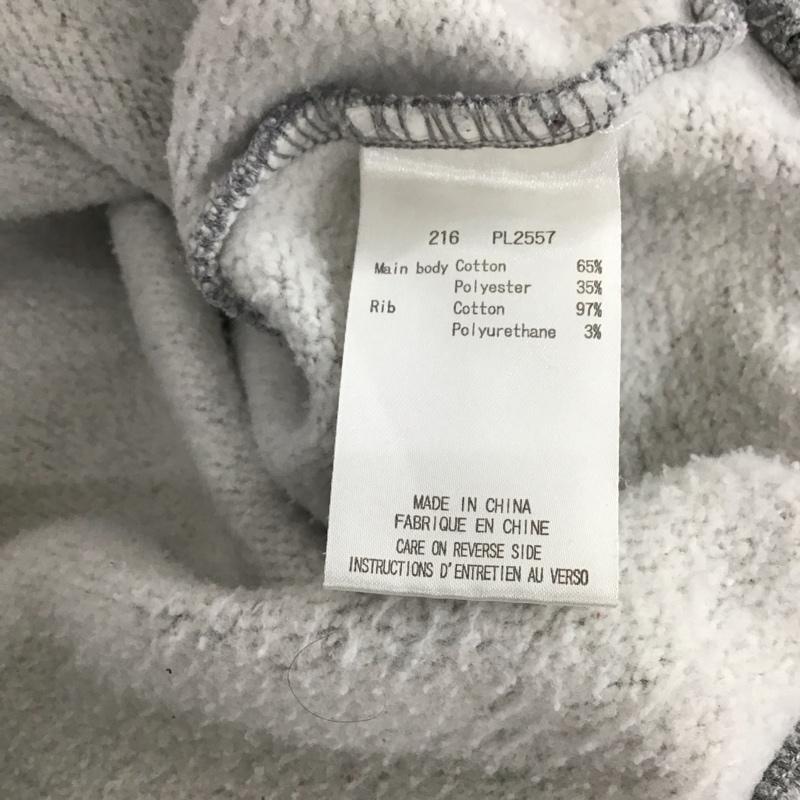 216 PL2557
Main body Cotton 65%
Polyester 35%
Rib Cotton 97%
Polyurethane 3%
MADE IN CHINA
FABRIQUE EN CHINE
CARE ON REVERSE SIDE
INSTRUCTIONS D'ENTRETIEN AU VERSO